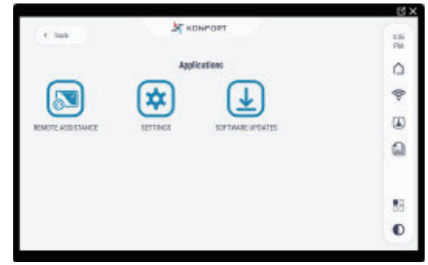 back
KONFORT
PM
Applications
REMOTE ASSISTANCE
SETTINGS
SOFTWARE UPDATES